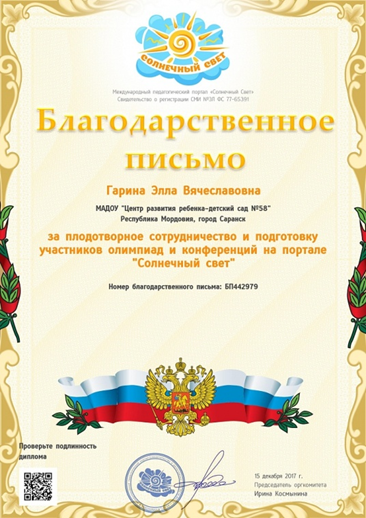 СОЛНЕЧНЫЙ СВЕТ
Международный педагогический портал «Солнечный Свет»
Свидетельство о регистрации СМИ №ЭЛ ФС 77-65391
Благодарственное
письмо
Гарина Элла Вячеславовна
МАДОУ "Центр развития ребенка-детский сад №58"
Республика Мордовия, город Саранск
за плодотворное сотрудничество и подготовку
участников олимпиад и конференций на портале
"Солнечный свет"
Номер благодарственного письма: БП442979
Проверьте подлинность
диплома
15 декабря 2017 г.
Председатель оргкомитета
Ирина Космынина